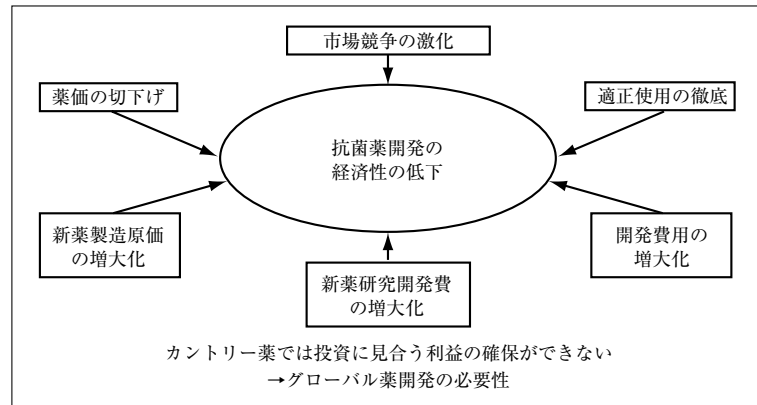 市場競争の激化
薬価の切下げ
適正使用の徹底
抗菌薬開発の
経済性の低下
新薬製造原価
の増大化
新薬研究開発費
の増大化
開発費用の
増大化
カントリー薬では投資に見合う利益の確保ができない
→グローバル薬開発の必要性